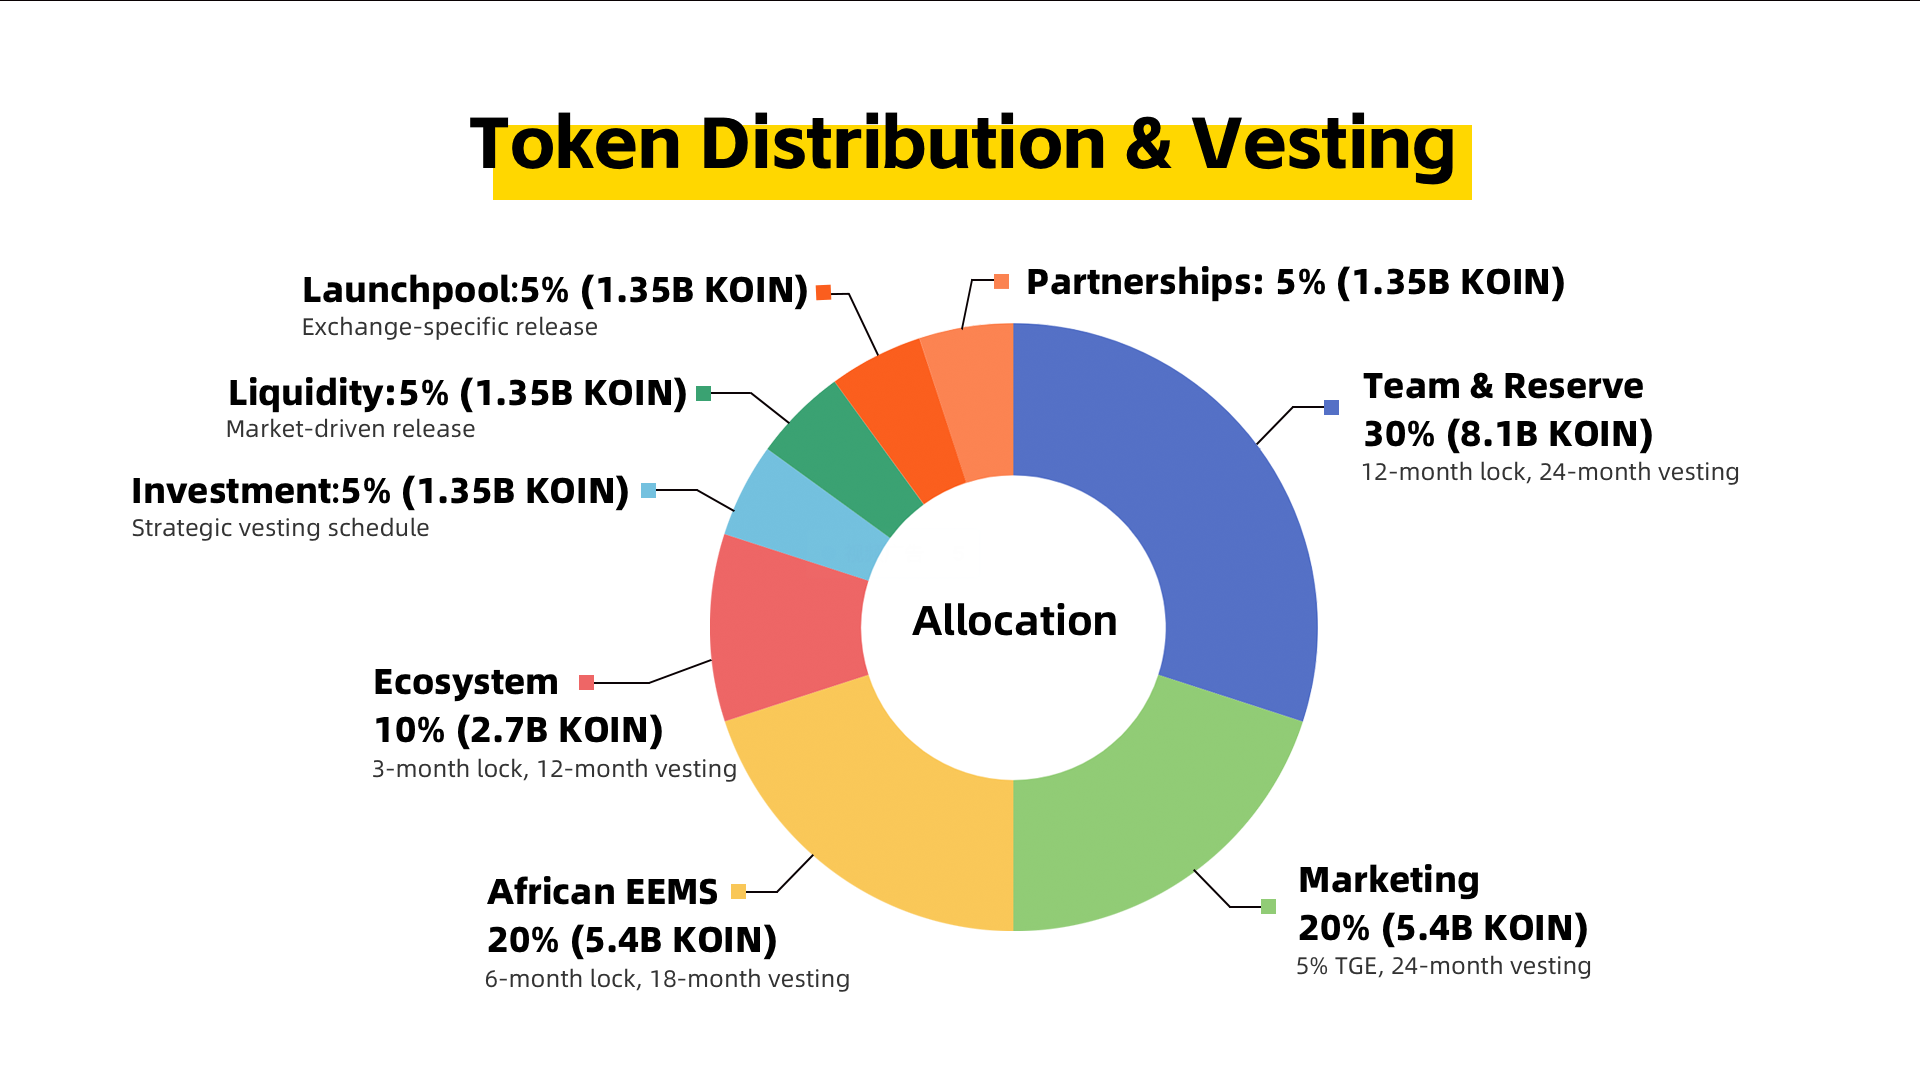 Token Distribution & Vesting
Launchpool:5% (1.35B KOIN)
Exchange-specific release
Partnerships: 5% (1.35B KOIN)
Liquidity:5% (1.35B KOIN)
Market-driven release
Team & Reserve
30% (8.1B KOIN)
12-month lock, 24-month vesting
Investment:5% (1.35B KOIN)
Strategic vesting schedule
Allocation
Ecosystem
10% (2.7B KOIN)
3-month lock, 12-month vesting
African EEMS
20% (5.4B KOIN)
6-month lock, 18-month vesting
Marketing
20% (5.4B KOIN)
5% TGE, 24-month vesting